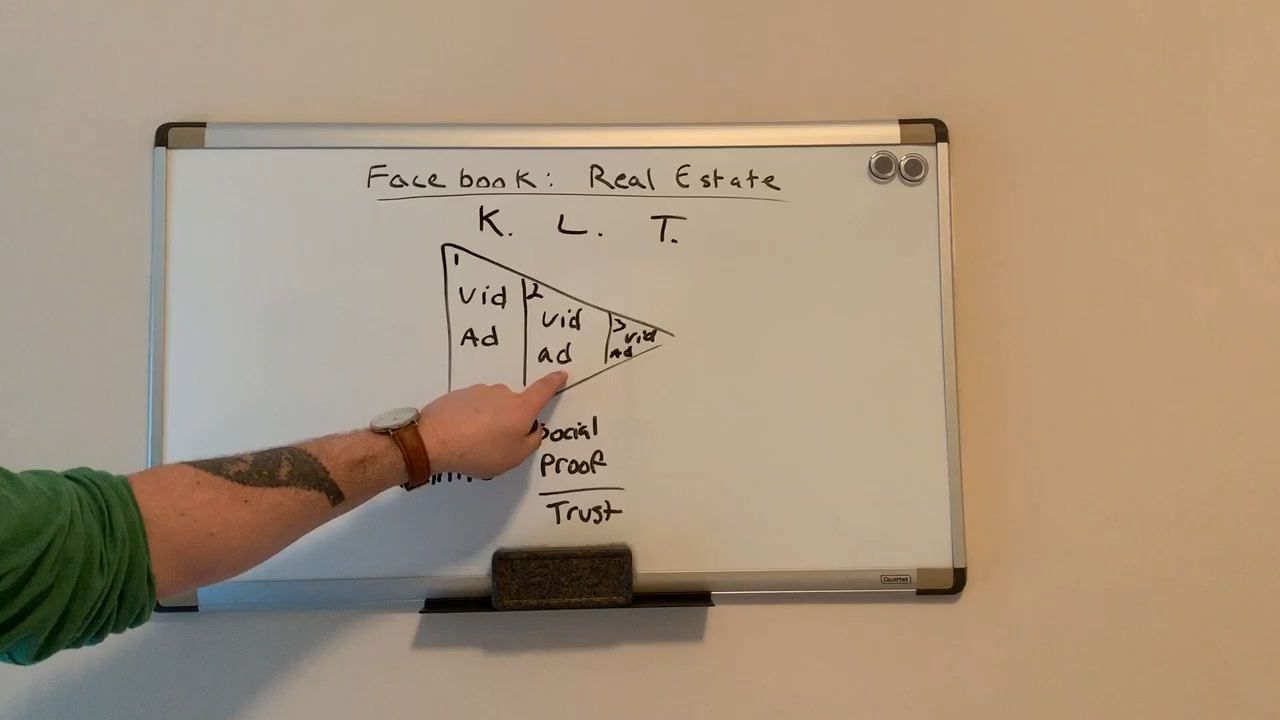 Facebook: Real Estate
K. L. T.
1
Vid
Ad
2
Vid
ad
3
Vid
Ad
Social
Proof
Trust
Quartet